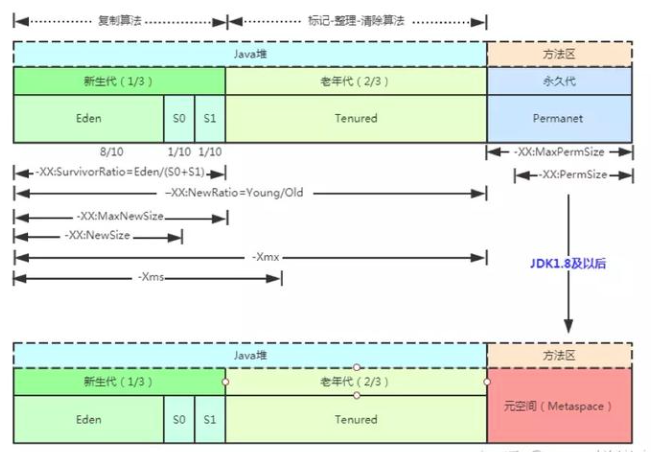 复制算法 标记-整理-清除算法
Java堆 方法区
新生代（1/3） 老年代（2/3） 永久代
Eden S0 S1 Tenured Permanet
8/10 1/10 1/10
-XX:MaxPermSize
-XX:SurvivorRatio=Eden/(S0+S1)
-XX:PermSize
–XX:NewRatio=Young/Old
-XX:MaxNewSize
-XX:NewSize
-Xmx
JDK1.8及以后
-Xms
Java堆 方法区
新生代（1/3） 老年代（2/3）
元空间（Metaspace）
Eden S0 S1 Tenured